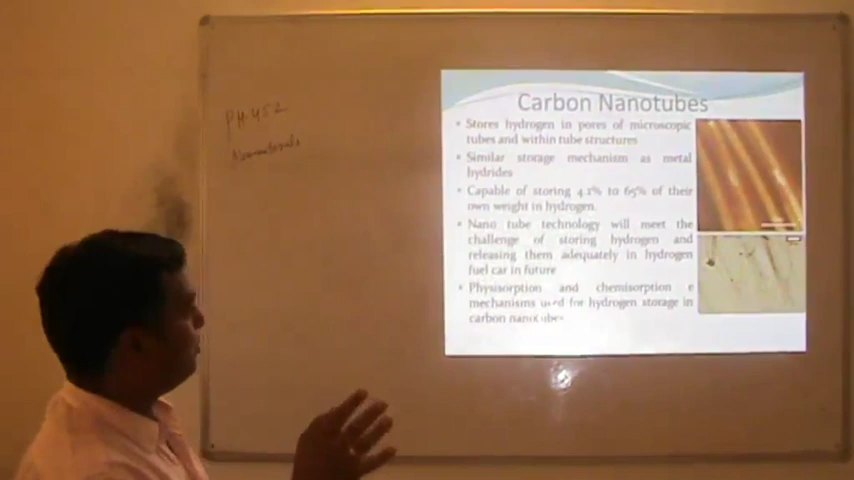 PH-452
Nanomaterials
Carbon Nanotubes
• Stores hydrogen in pores of microscopic
tubes and within tube structures
• Similar storage mechanism as metal
hydrides
• Capable of storing 4.2% to 65% of their
own weight in hydrogen.
• Nano tube technology will meet the
challenge of storing hydrogen and
releasing them adequately in hydrogen
fuel car in future
• Physisorption and chemisorption e
mechanisms used for hydrogen storage in
carbon nanotubes